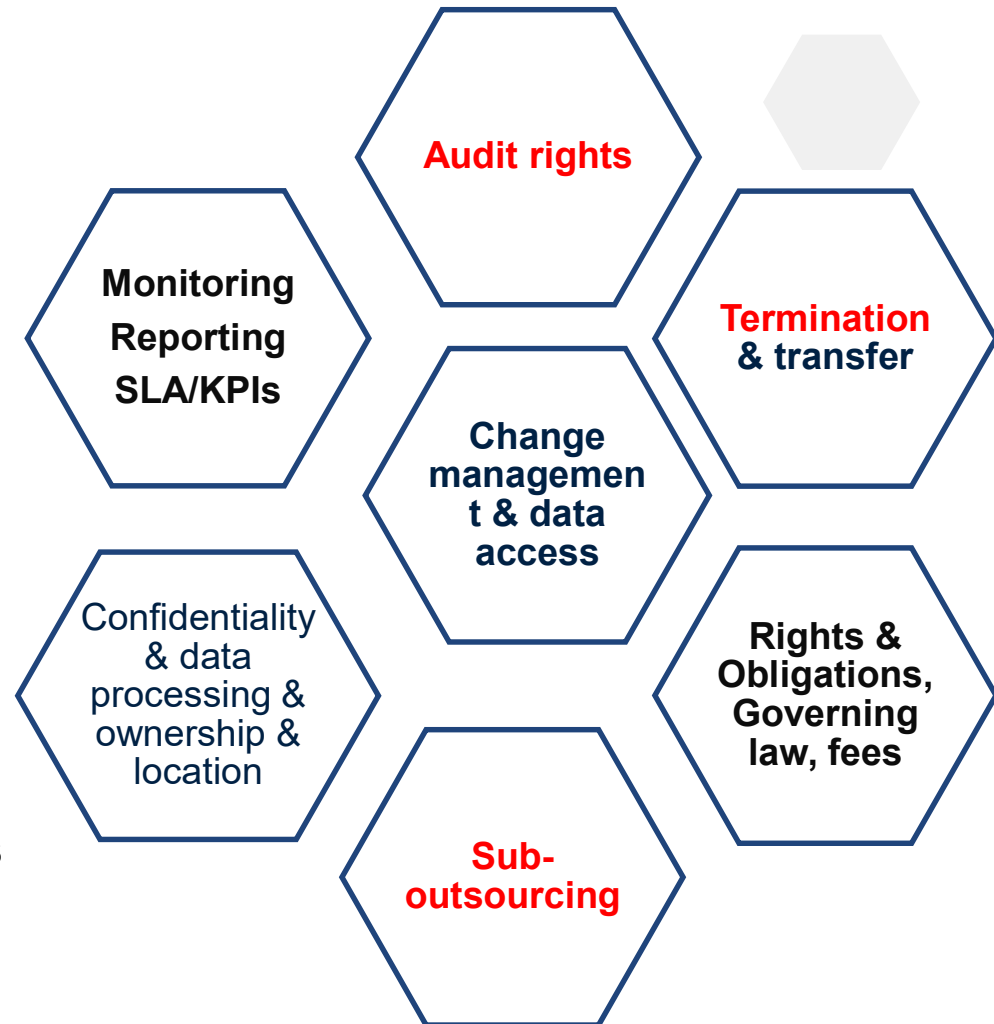 Audit rights
Monitoring
Reporting
SLA/KPIs
Termination
& transfer
Change
managemen
t & data
access
Confidentiality
& data
processing &
ownership &
location
Rights &
Obligations,
Governing
law, fees
Sub-
outsourcing